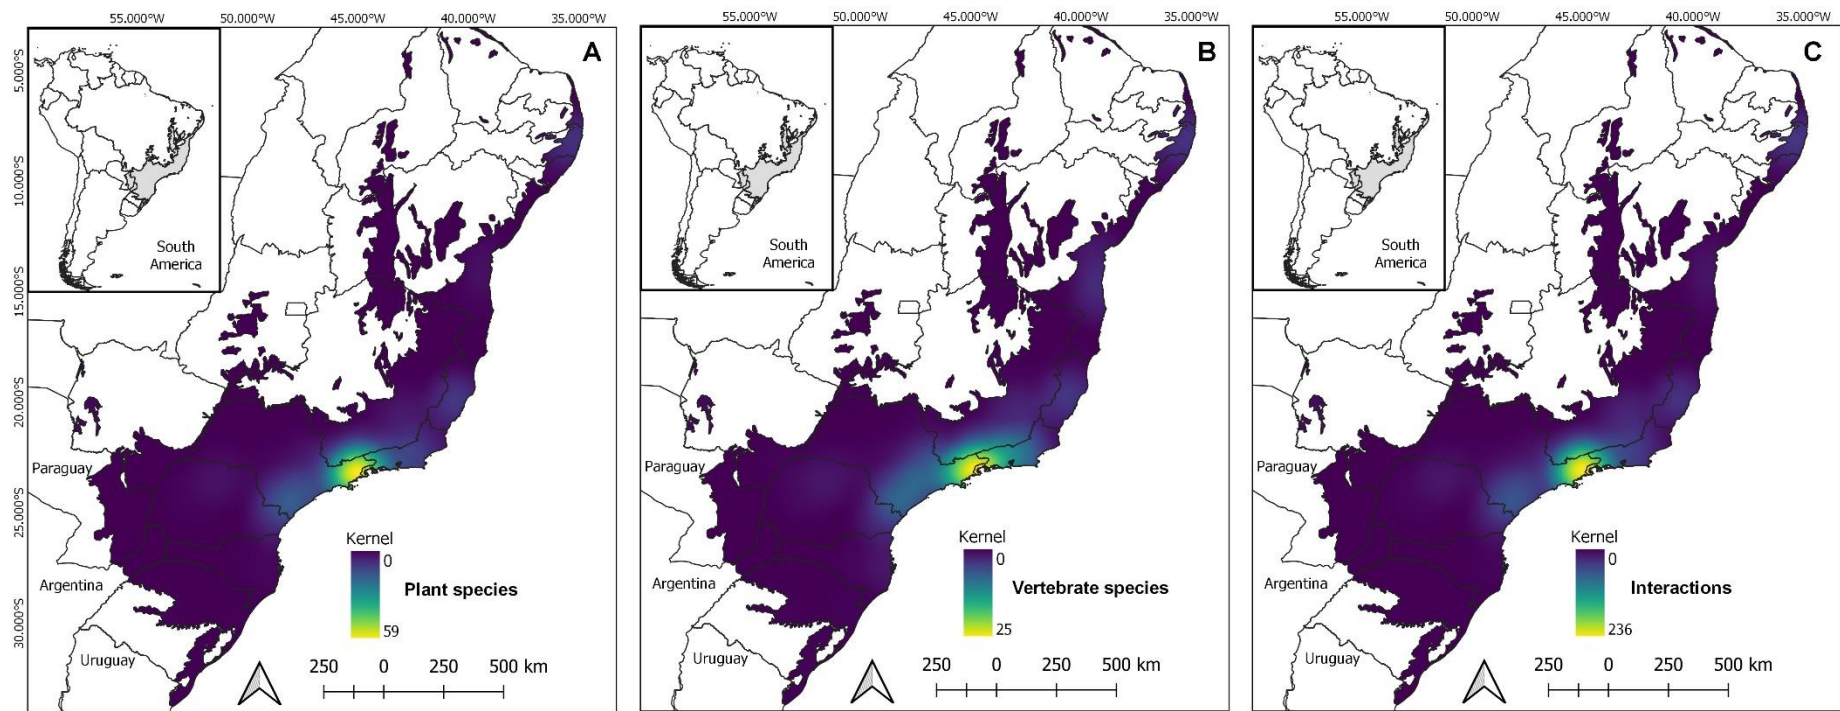 55.000°W 50.000°W 45.000°W 40.000°W 35.000°W
55.000°W 50.000°W 45.000°W 40.000°W 35.000°W
55.000°W 50.000°W 45.000°W 40.000°W 35.000°W
5.000°S
10.000°S
15.000°S
20.000°S
25.000°S
30.000°S
A
South
America
Paraguay
Argentina
Uruguay
Kernel
0
59
Plant species
250 0 250 500 km
B
South
America
Paraguay
Argentina
Uruguay
Kernel
0
25
Vertebrate species
250 0 250 500 km
C
South
America
Paraguay
Argentina
Uruguay
Kernel
0
236
Interactions
250 0 250 500 km